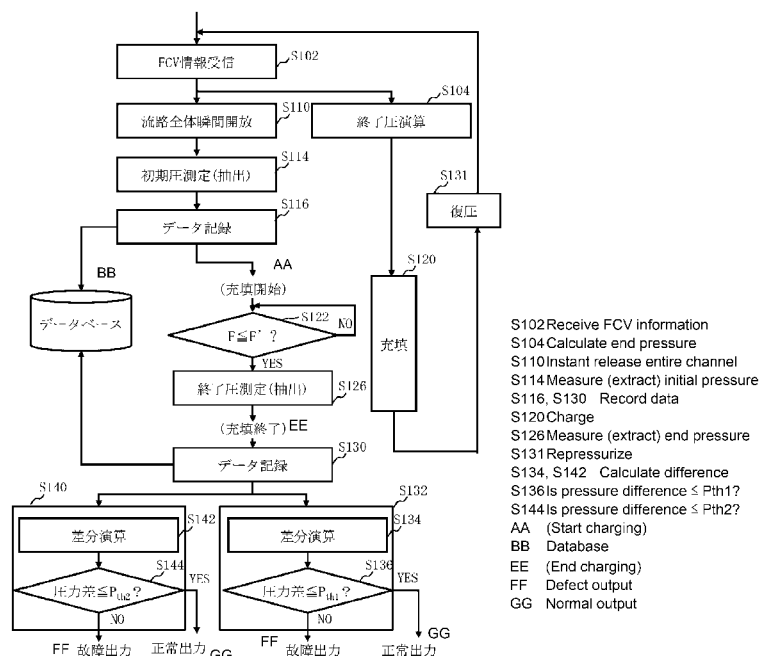 FCV情報受信
S102
S104
S110
流路全体瞬間開放
終了圧演算
S114
初期圧測定(抽出)
S131
復圧
S116
データ記録
AA
S120
BB
(充填開始)
データベース
S122
F≦F' ?
NO
充填
YES
終了圧測定(抽出)
S126
(充填終了)
EE
S130
データ記録
S140
S132
S142
S134
差分演算
差分演算
S144
S136
圧力差≦Pth2?
YES
圧力差≦Pth1?
YES
NO
NO
FF 故障出力
正常出力
GG
FF
故障出力
正常出力
GG
S102 Receive FCV information
S104 Calculate end pressure
S110 Instant release entire channel
S114 Measure (extract) initial pressure
S116, S130 Record data
S120 Charge
S126 Measure (extract) end pressure
S131 Repressurize
S134, S142 Calculate difference
S136 Is pressure difference ≤ Pth1?
S144 Is pressure difference ≤ Pth2?
AA (Start charging)
BB Database
EE (End charging)
FF Defect output
GG Normal output